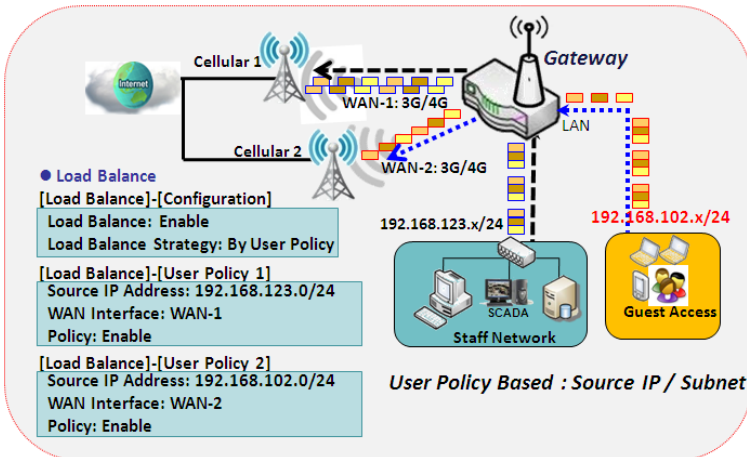 Cellular 1
Gateway
Internet
WAN-1: 3G/4G
LAN
Cellular 2
WAN-2: 3G/4G
● Load Balance
[Load Balance]-[Configuration]
Load Balance: Enable
Load Balance Strategy: By User Policy
192.168.123.x/24
192.168.102.x/24
[Load Balance]-[User Policy 1]
Source IP Address: 192.168.123.0/24
WAN Interface: WAN-1
Policy: Enable
SCADA
Staff Network
Guest Access
[Load Balance]-[User Policy 2]
Source IP Address: 192.168.102.0/24
WAN Interface: WAN-2
Policy: Enable
User Policy Based : Source IP / Subnet